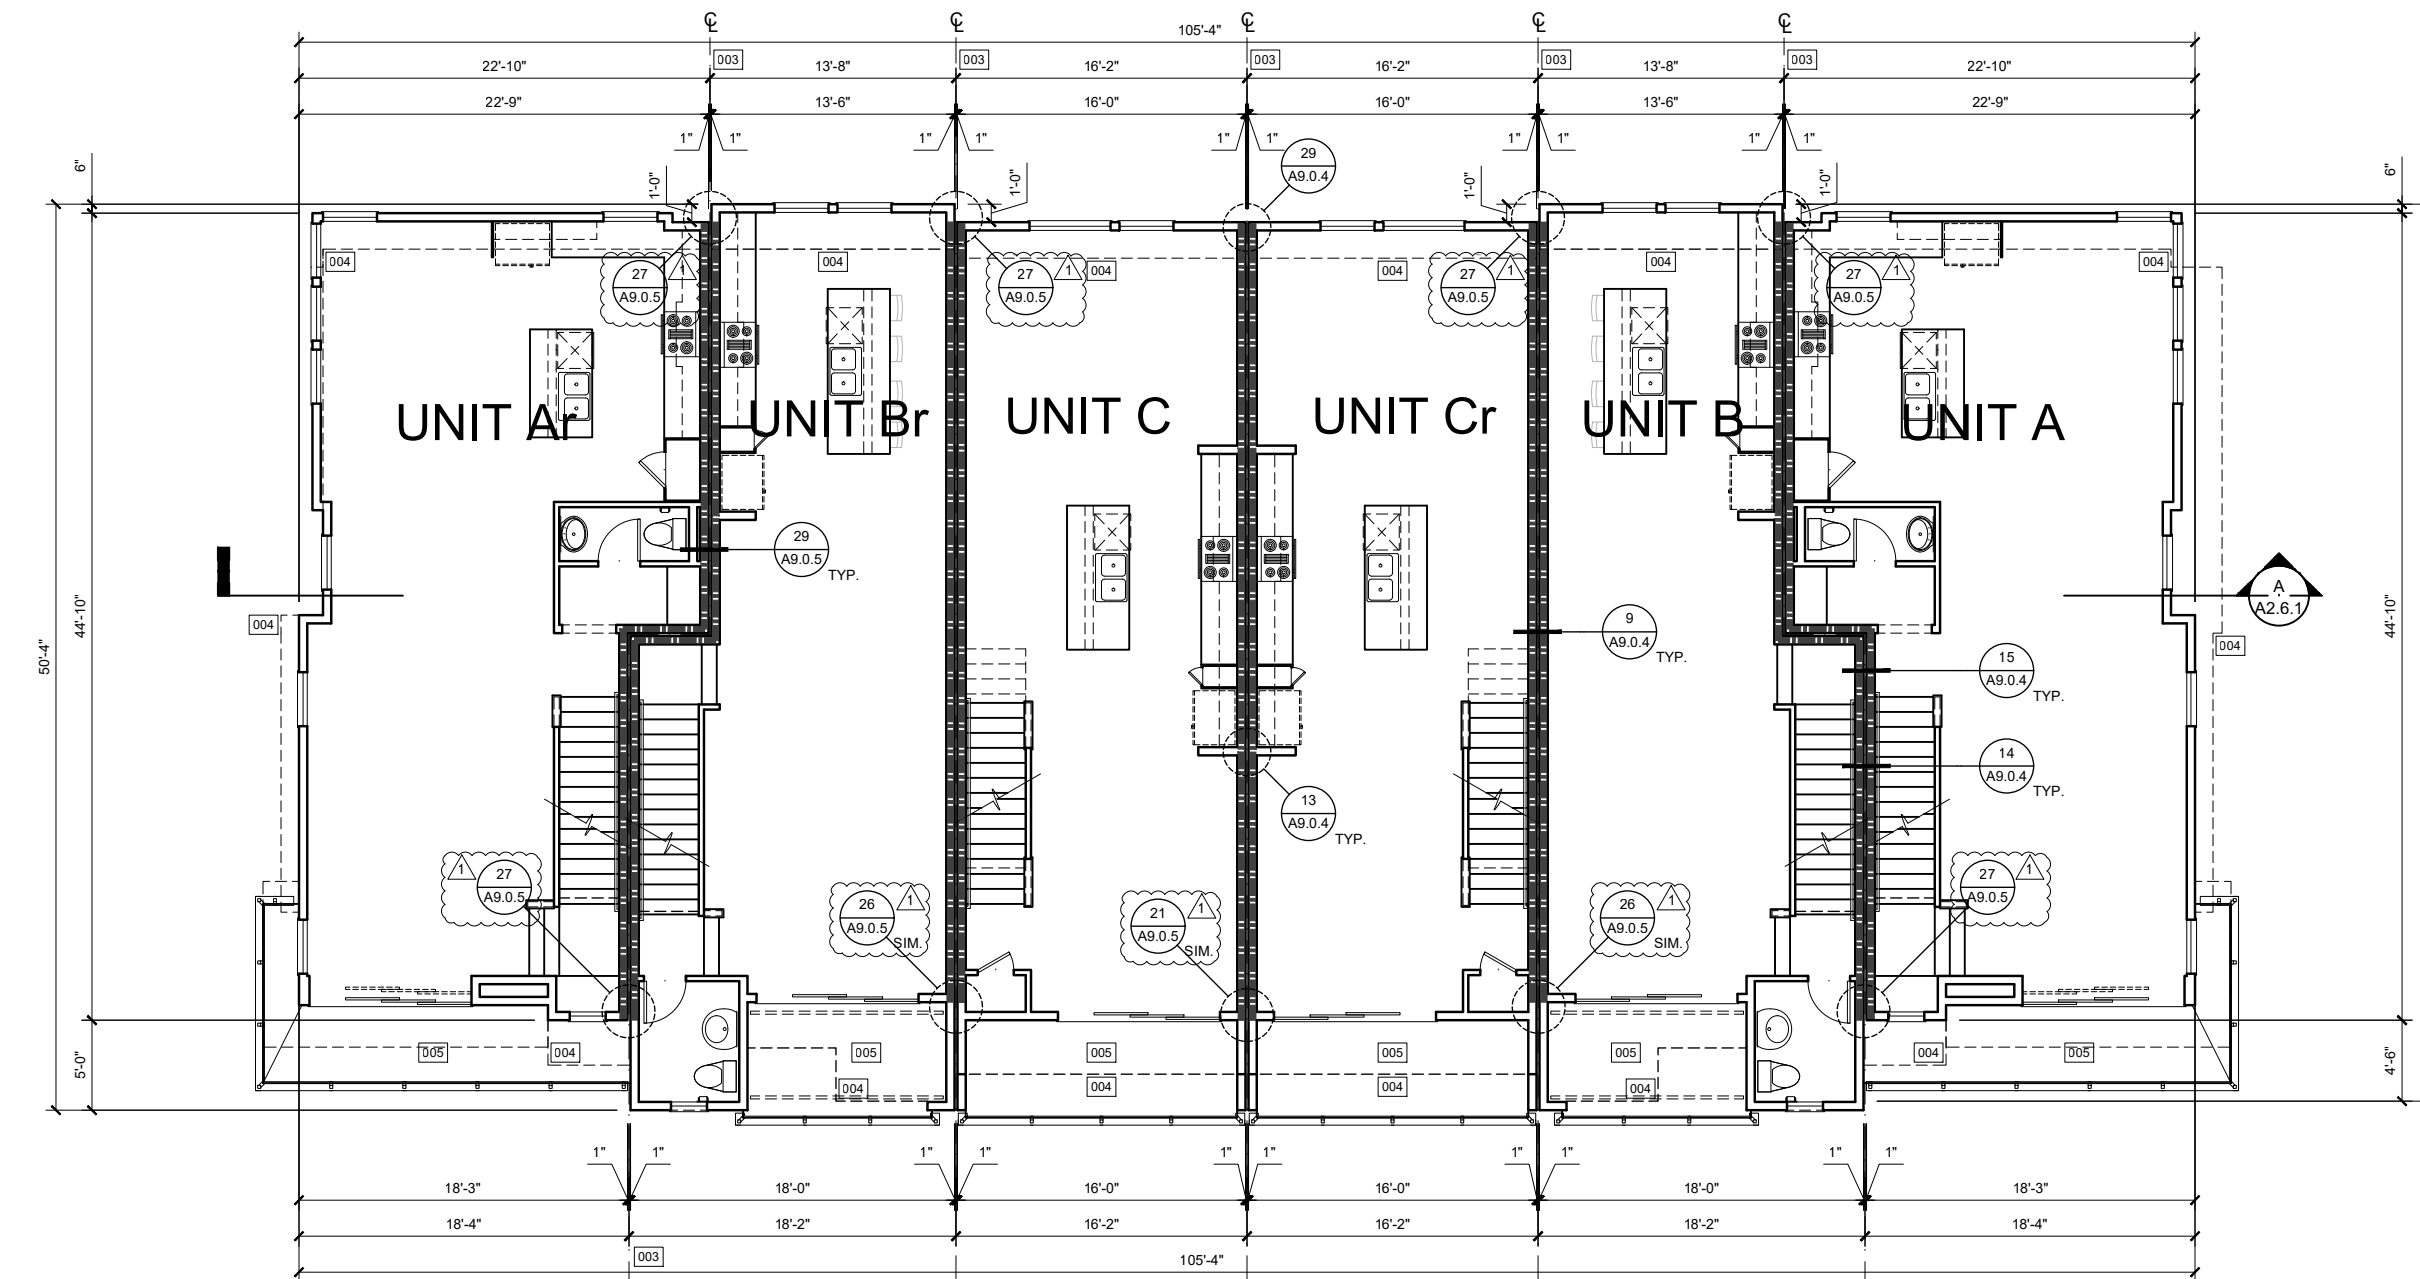 ℄ ℄ ℄ ℄ ℄
105'-4"
003 003 003 003 003
22'-10" 13'-8" 16'-2" 16'-2" 13'-8" 22'-10"
22'-9" 13'-6" 16'-0" 16'-0" 13'-6" 22'-9"
1" 1" 1" 1" 1" 1" 1" 1" 1" 1"
29
A9.0.4
6" 6"
1'-0" 1'-0" 1'-0" 1'-0"
004 004 004 004 004 004
27 1 27 1 27 1 27 1
A9.0.5 A9.0.5 A9.0.5 A9.0.5
UNIT Ar UNIT Br UNIT C UNIT Cr UNIT B UNIT A
29
A9.0.5
TYP.
A
A2.6.1
44'-10" 44'-10"
50'-4"
004 004
9
A9.0.4
TYP.
15
A9.0.4
TYP.
14
A9.0.4
TYP.
13
A9.0.4
TYP.
1 27 27 1
A9.0.5 A9.0.5
26 1 21 1 26 1
A9.0.5 A9.0.5 A9.0.5
SIM. SIM. SIM.
005 004 005 005 005 005 004 005
004 004 004 004
5'-0" 4'-6"
1" 1" 1" 1" 1" 1" 1" 1" 1" 1"
18'-3" 18'-0" 16'-0" 16'-0" 18'-0" 18'-3"
18'-4" 18'-2" 16'-2" 16'-2" 18'-2" 18'-4"
003
105'-4"